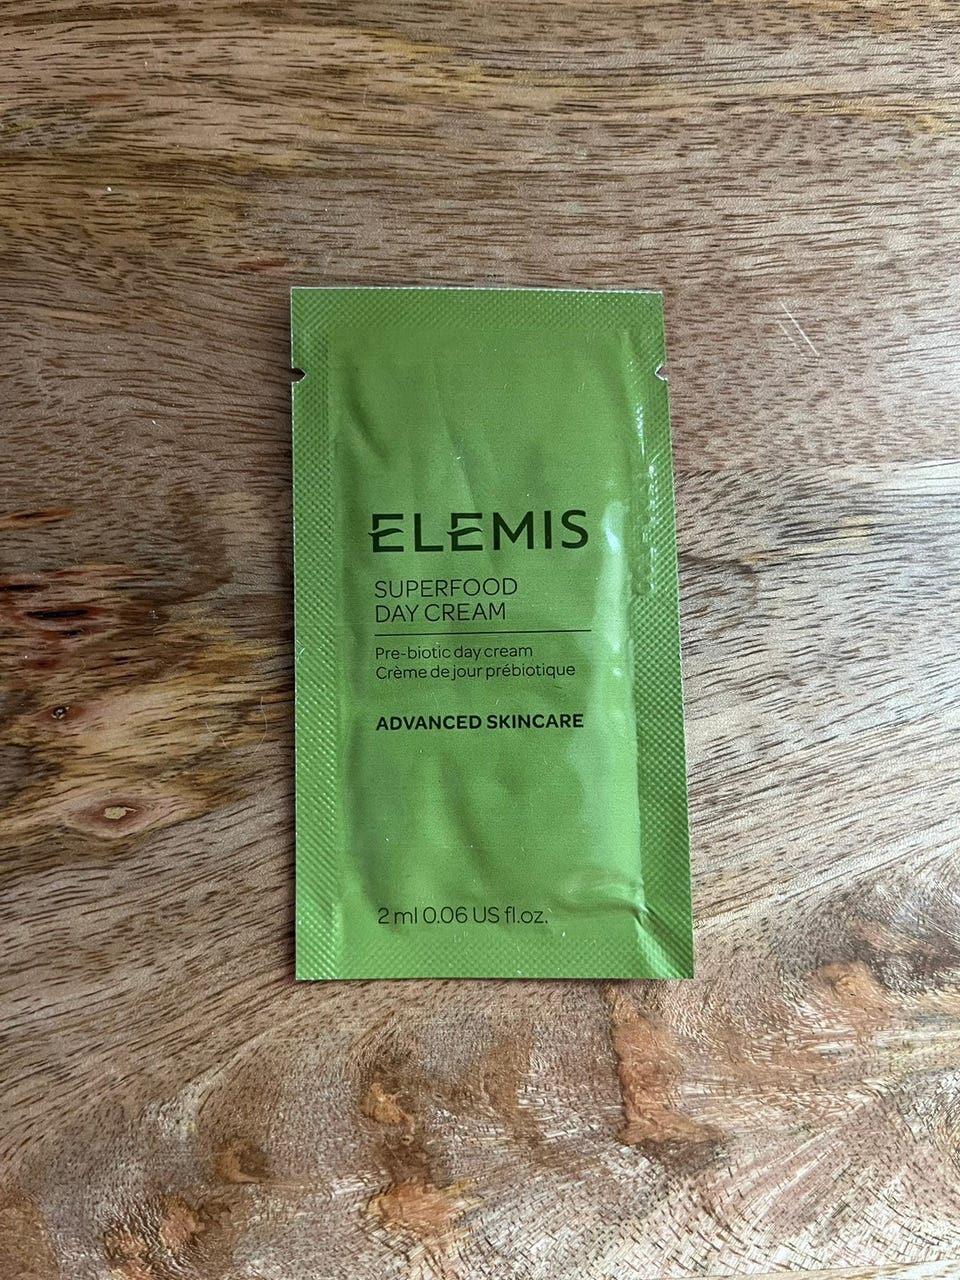 ELEMIS
SUPERFOOD
DAY CREAM
Pre-biotic day cream
Crème de jour prébiotique
ADVANCED SKINCARE
2 ml 0.06 US fl.oz.